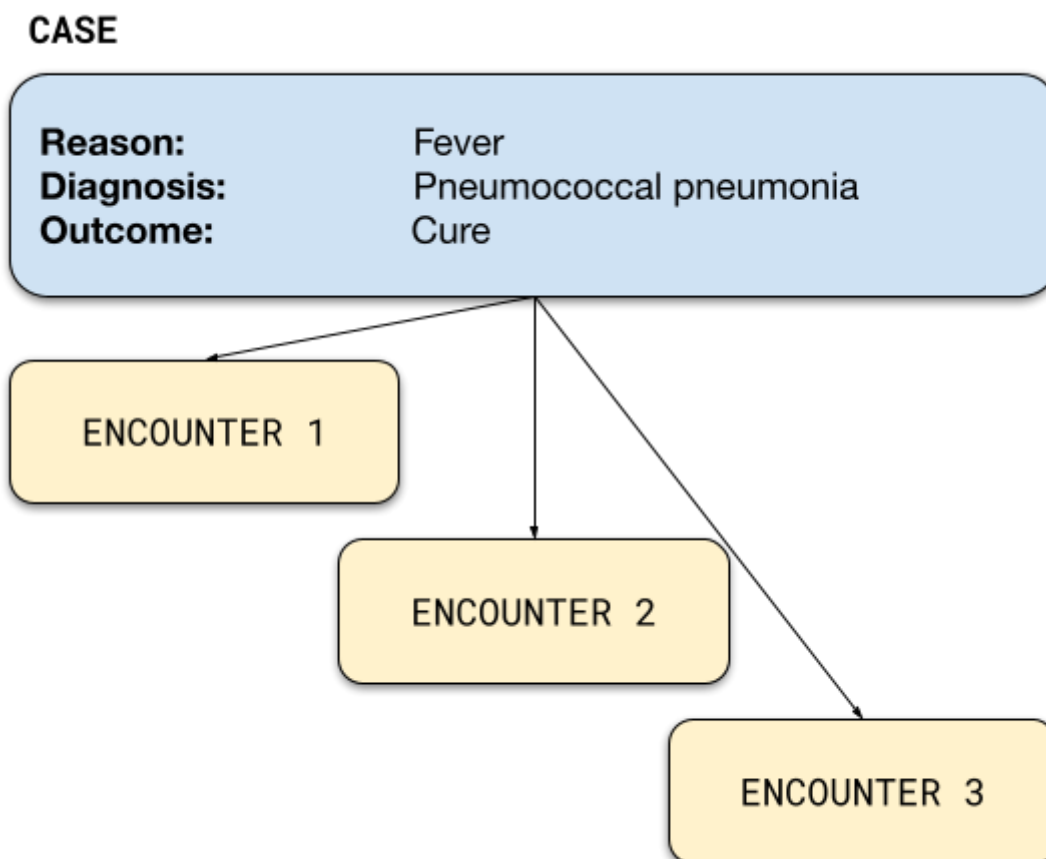 CASE
Reason: Fever
Diagnosis: Pneumococcal pneumonia
Outcome: Cure
ENCOUNTER 1
ENCOUNTER 2
ENCOUNTER 3